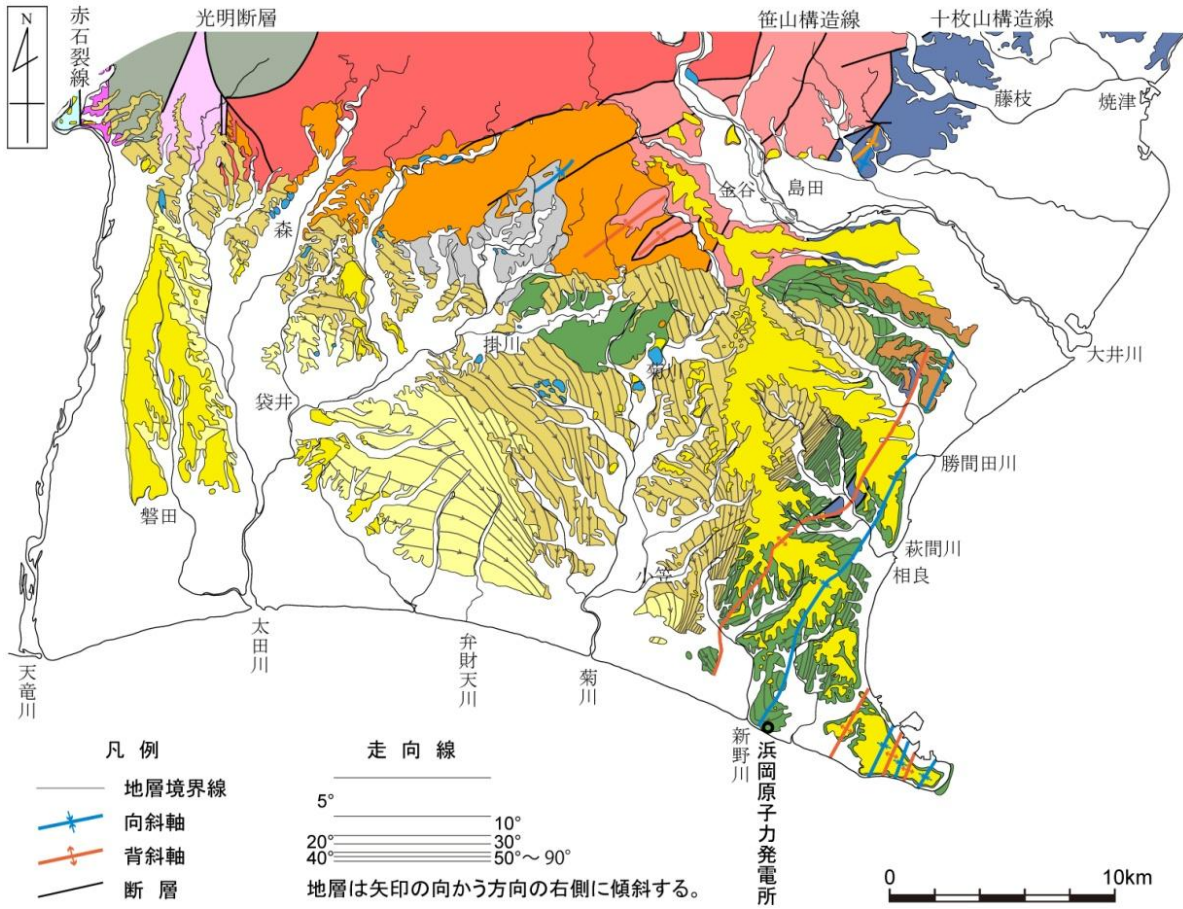 N
赤石裂線
光明断層
笹山構造線
十枚山構造線
藤枝
焼津
金谷
島田
森
大井川
掛川
菊川
袋井
勝間田川
磐田
萩間川
相良
小笠
天竜川
太田川
弁財天川
菊川
新野川
浜岡原子力発電所
凡例
地層境界線
向斜軸
背斜軸
断層
走向線
5°
10°
20°
30°
40°
50°～90°
地層は矢印の向かう方向の右側に傾斜する。
0
10km